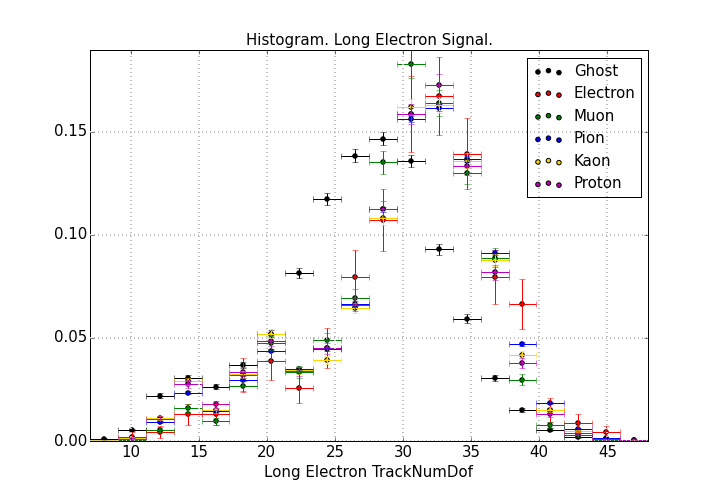 Histogram. Long Electron Signal.
Ghost
Electron
Muon
Pion
Kaon
Proton
0.15
0.10
0.05
0.00
10 15 20 25 30 35 40 45
Long Electron TrackNumDof